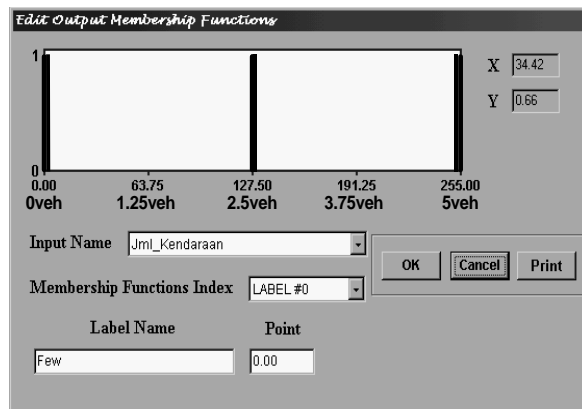 Edit Output Membership Functions
1
0
X 34.42
Y 0.66
0.00 63.75 127.50 191.25 255.00
0veh 1.25veh 2.5veh 3.75veh 5veh
Input Name Jml_Kendaraan
OK Cancel Print
Membership Functions Index LABEL #0
Label Name Point
Few 0.00